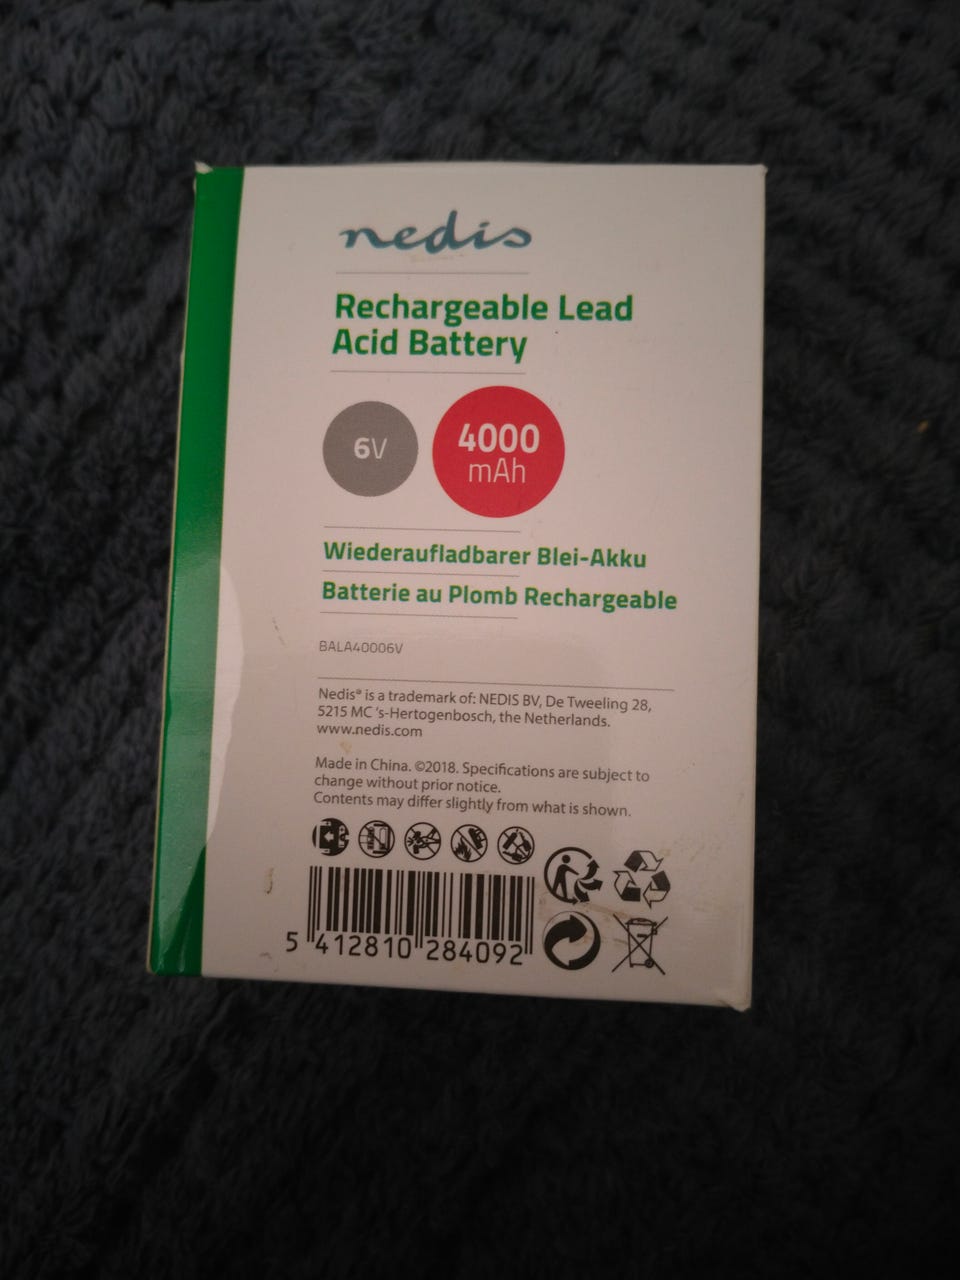 nedis
Rechargeable Lead
Acid Battery
6V
4000
mAh
Wiederaufladbarer Blei-Akku
Batterie au Plomb Rechargeable
BALA40006V
Nedis® is a trademark of: NEDIS BV, De Tweeling 28,
5215 MC 's-Hertogenbosch, the Netherlands.
www.nedis.com
Made in China. ©2018. Specifications are subject to
change without prior notice.
Contents may differ slightly from what is shown.
5 412810 284092